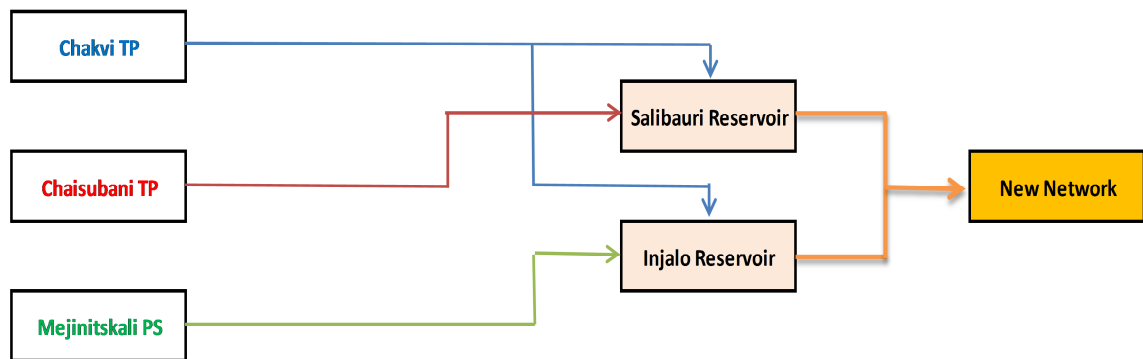 Chakvi TP
Salibauri Reservoir
Chaisubani TP
New Network
Injalo Reservoir
Mejinitskali PS